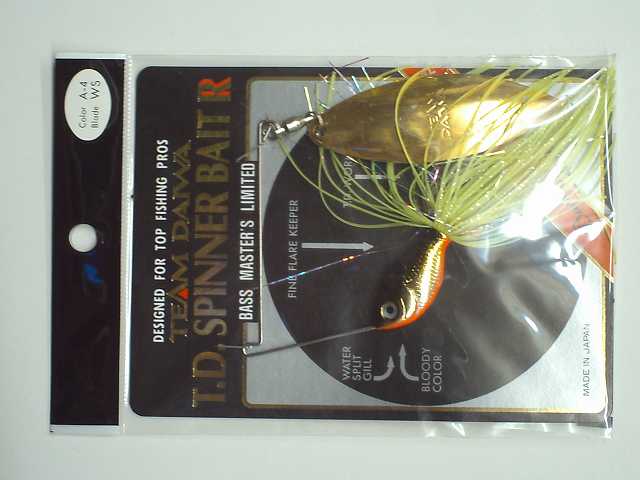 Color A-4
Blade WS
DESIGNED FOR TOP FISHING PROS
TEAM DAIWA
T.D. SPINNER BAIT R
BASS MASTER'S LIMITED
FINE FLARE KEEPER
WATER
SPLIT
GILL
BLOODY
COLOR
MADE IN JAPAN